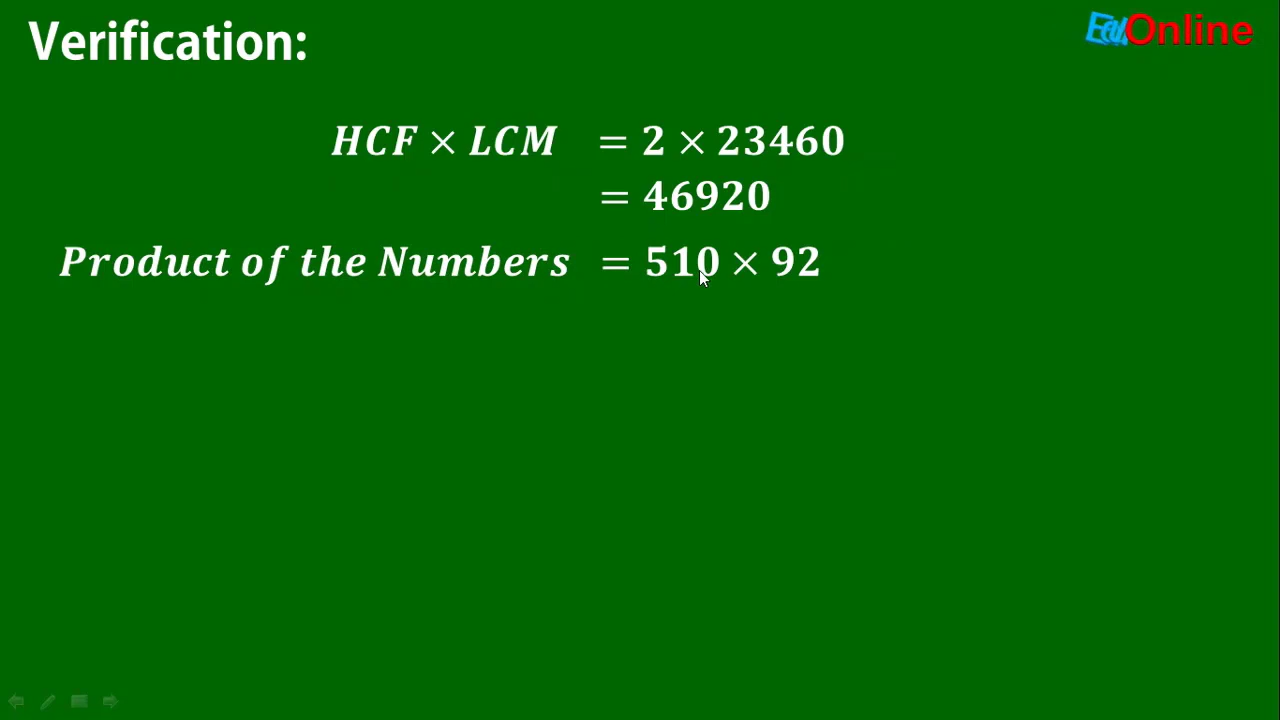 Verification:
EduOnline
HCF × LCM = 2 × 23460
= 46920
Product of the Numbers = 510 × 92